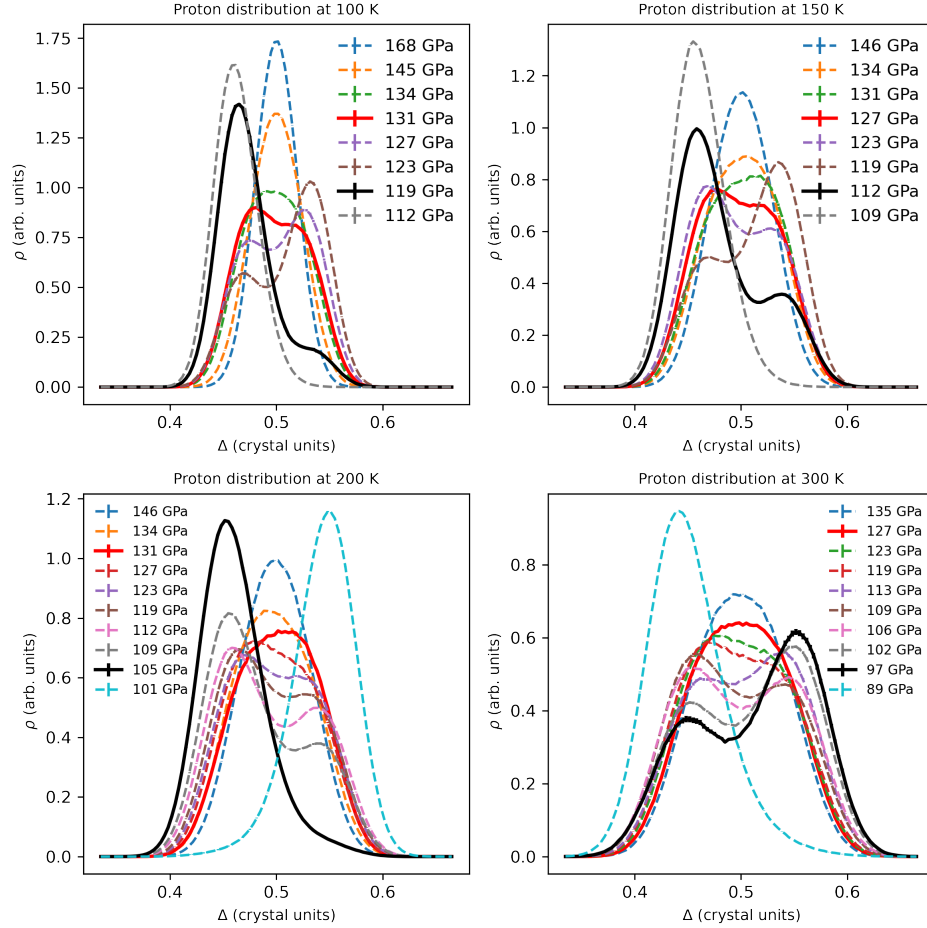 Proton distribution at 100 K
1.75
1.50
1.25
1.00
0.75
0.50
0.25
0.00
ρ (arb. units)
0.4 0.5 0.6
Δ (crystal units)
168 GPa
145 GPa
134 GPa
131 GPa
127 GPa
123 GPa
119 GPa
112 GPa
Proton distribution at 150 K
1.2
1.0
0.8
0.6
0.4
0.2
0.0
ρ (arb. units)
0.4 0.5 0.6
Δ (crystal units)
146 GPa
134 GPa
131 GPa
127 GPa
123 GPa
119 GPa
112 GPa
109 GPa
Proton distribution at 200 K
1.2
1.0
0.8
0.6
0.4
0.2
0.0
ρ (arb. units)
0.4 0.5 0.6
Δ (crystal units)
146 GPa
134 GPa
131 GPa
127 GPa
123 GPa
119 GPa
112 GPa
109 GPa
105 GPa
101 GPa
Proton distribution at 300 K
0.8
0.6
0.4
0.2
0.0
ρ (arb. units)
0.4 0.5 0.6
Δ (crystal units)
135 GPa
127 GPa
123 GPa
119 GPa
113 GPa
109 GPa
106 GPa
102 GPa
97 GPa
89 GPa